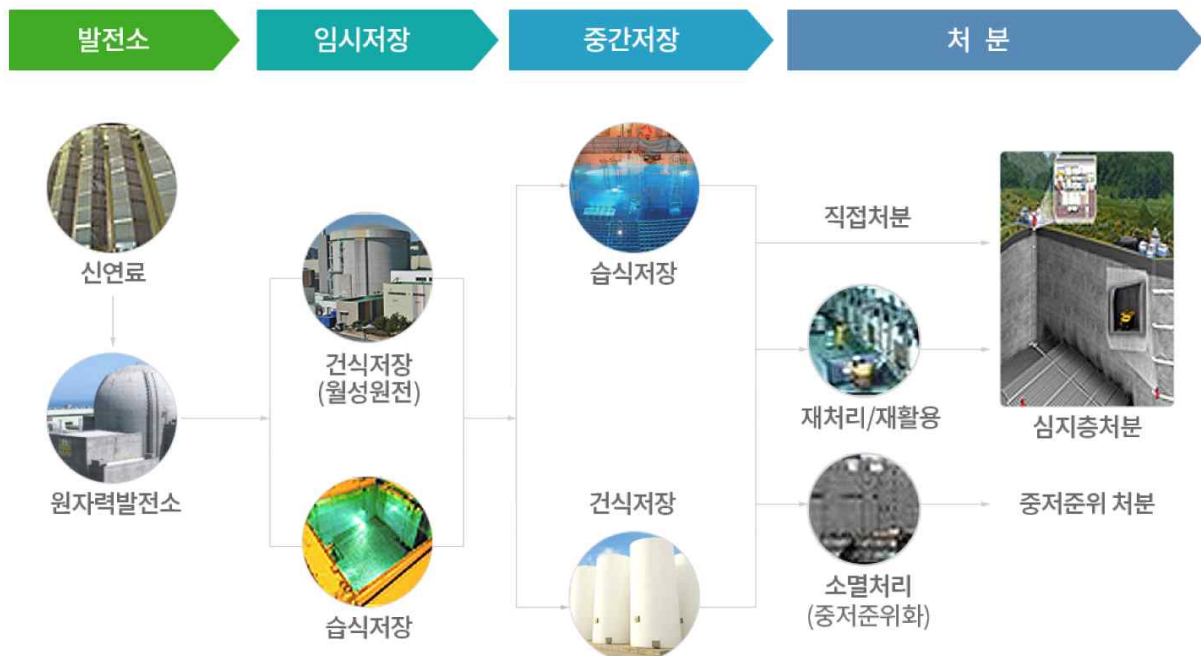 발전소
임시저장
중간저장
처 분
신연료
원자력발전소
건식저장
(월성원전)
습식저장
습식저장
건식저장
직접처분
재처리/재활용
소멸처리
(중저준위화)
심지층처분
중저준위 처분